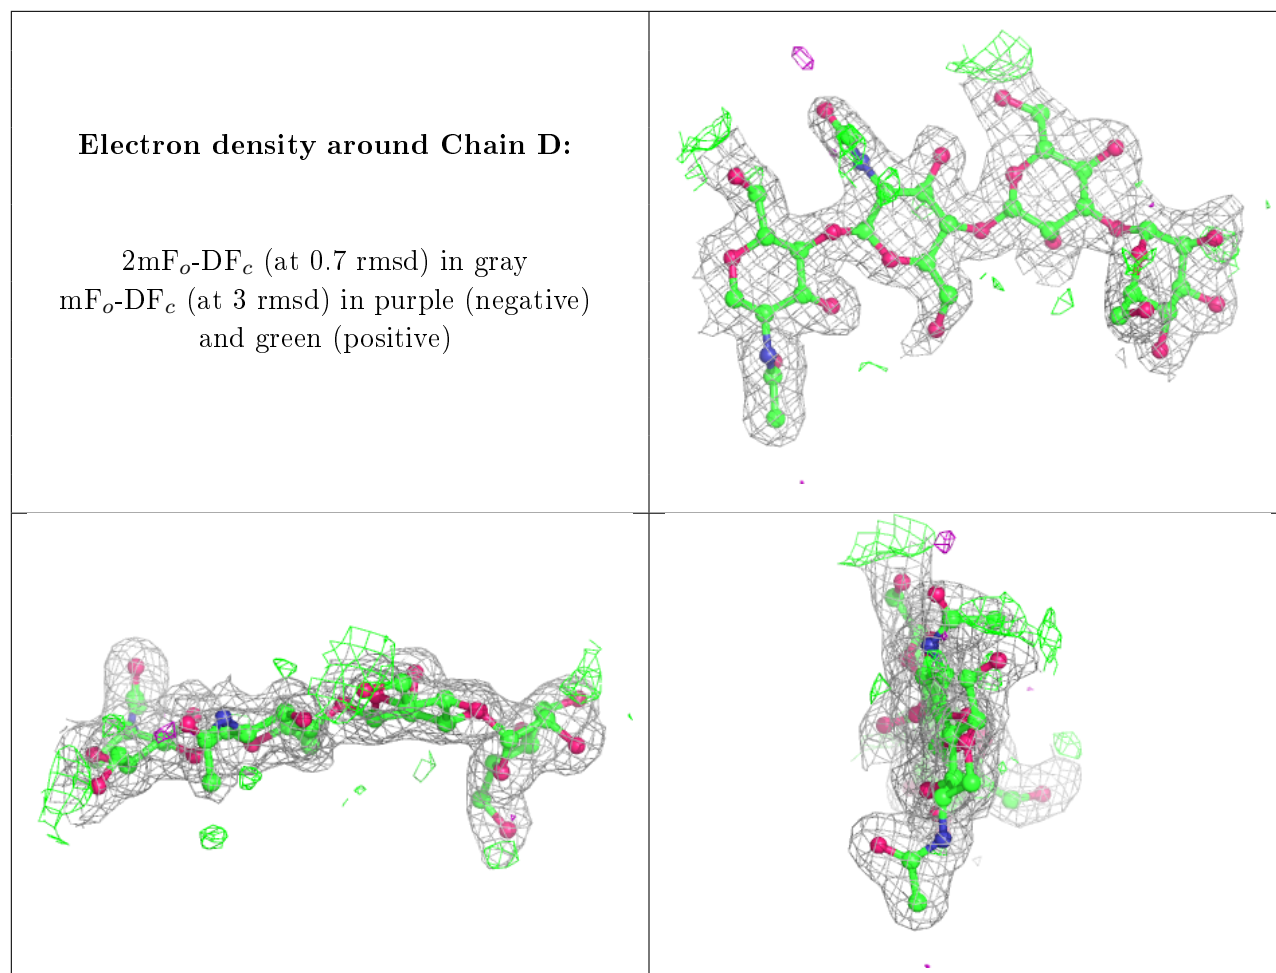 Electron density around Chain D:
2mFₒ-DF𝒸 (at 0.7 rmsd) in gray
mFₒ-DF𝒸 (at 3 rmsd) in purple (negative)
and green (positive)